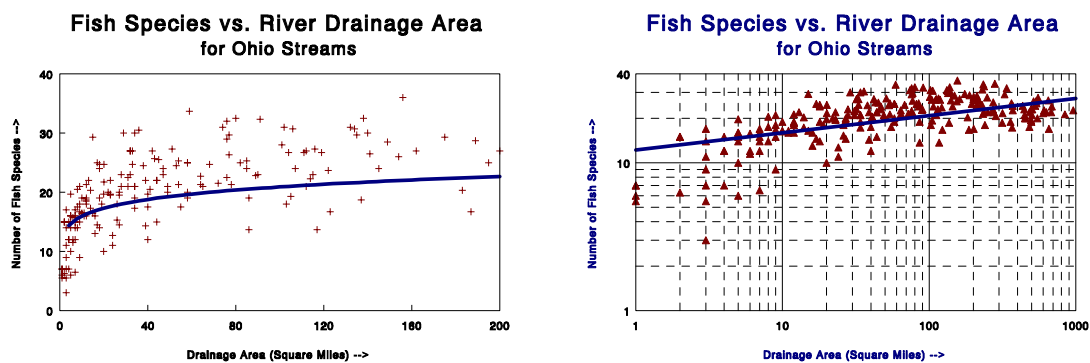 Fish Species vs. River Drainage Area
for Ohio Streams
40
30
20
10
0
Number of Fish Species -->
0 40 80 120 160 200
Drainage Area (Square Miles) -->
Fish Species vs. River Drainage Area
for Ohio Streams
40
10
1
Number of Fish Species -->
1 10 100 1000
Drainage Area (Square Miles) -->